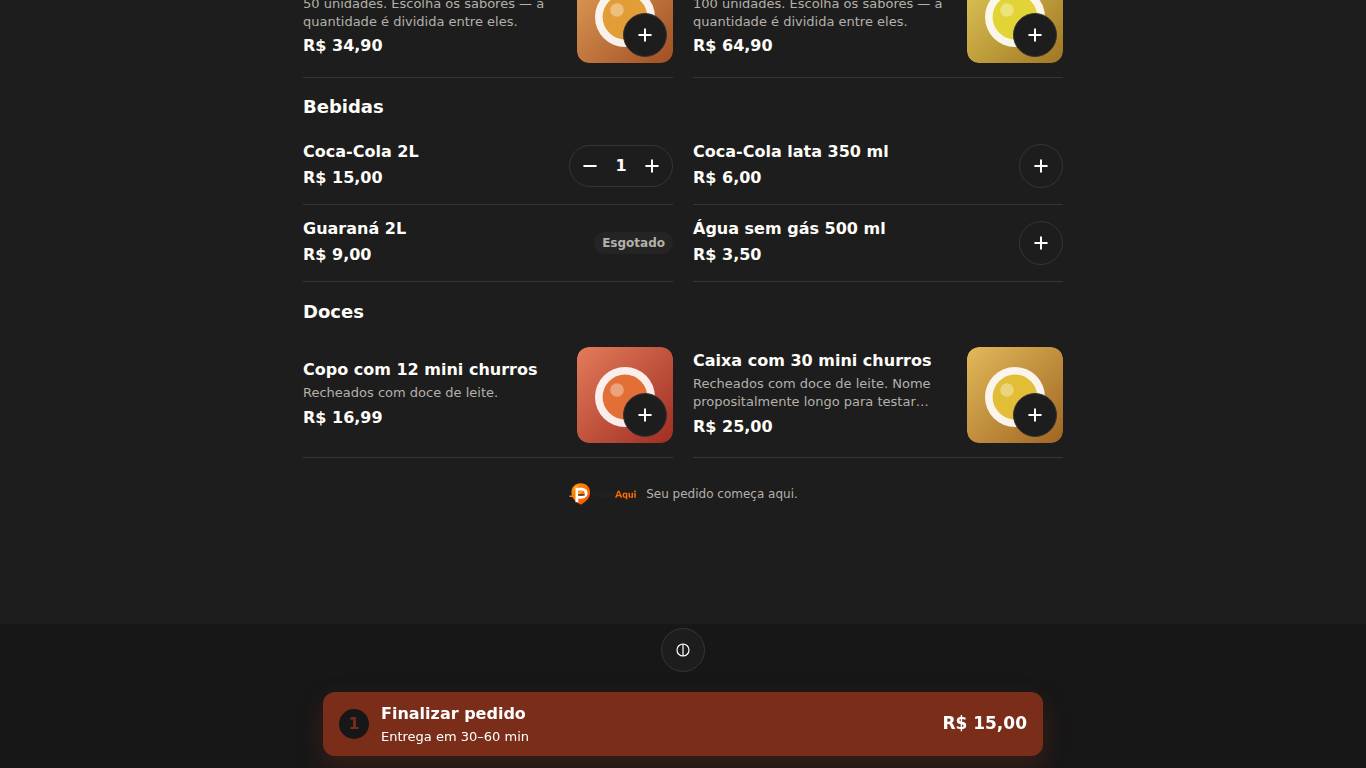 50 unidades. Escolha os sabores — a
quantidade é dividida entre eles.
R$ 34,90
100 unidades. Escolha os sabores — a
quantidade é dividida entre eles.
R$ 64,90
Bebidas
Coca-Cola 2L
R$ 15,00
1
Coca-Cola lata 350 ml
R$ 6,00
Guaraná 2L
R$ 9,00
Esgotado
Água sem gás 500 ml
R$ 3,50
Doces
Copo com 12 mini churros
Recheados com doce de leite.
R$ 16,99
Caixa com 30 mini churros
Recheados com doce de leite. Nome
propositalmente longo para testar…
R$ 25,00
P Aqui Seu pedido começa aqui.
1
Finalizar pedido
Entrega em 30–60 min
R$ 15,00